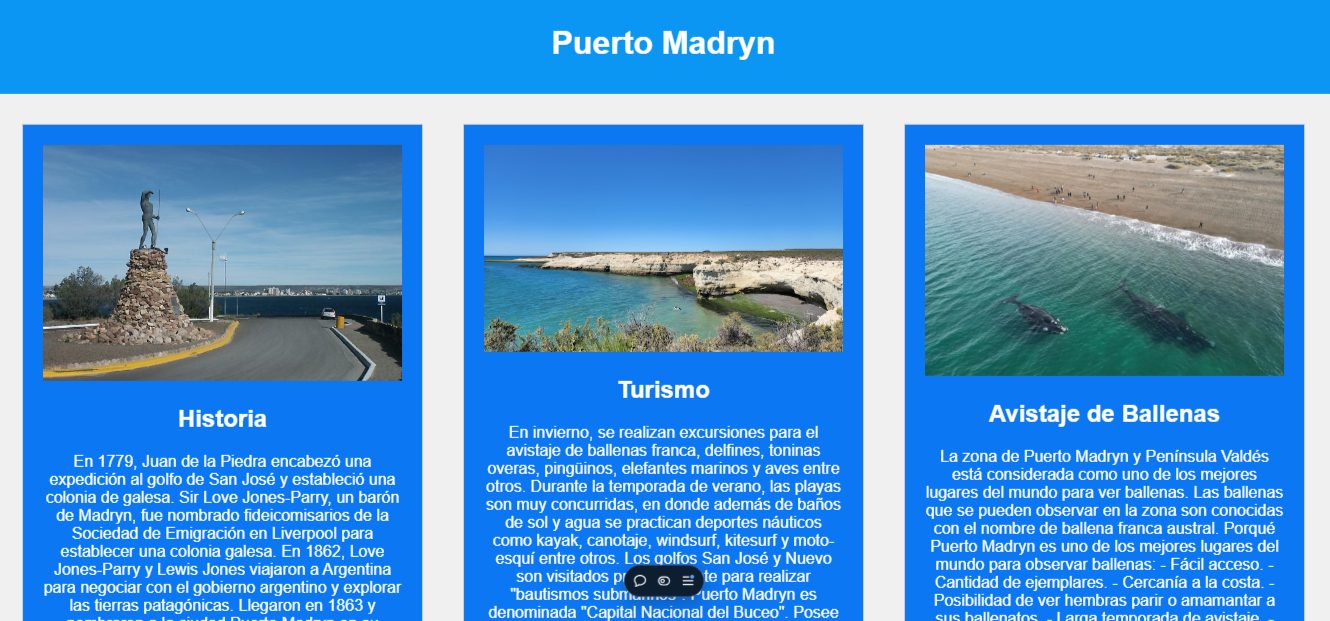 Puerto Madryn
Historia
En 1779, Juan de la Piedra encabezó una
expedición al golfo de San José y estableció una
colonia de galesa. Sir Love Jones-Parry, un barón
de Madryn, fue nombrado fideicomisarios de la
Sociedad de Emigración en Liverpool para
establecer una colonia galesa. En 1862, Love
Jones-Parry y Lewis Jones viajaron a Argentina
para negociar con el gobierno argentino y explorar
las tierras patagónicas. Llegaron en 1863 y
Turismo
En invierno, se realizan excursiones para el
avistaje de ballenas franca, delfines, toninas
overas, pingüinos, elefantes marinos y aves entre
otros. Durante la temporada de verano, las playas
son muy concurridas, en donde además de baños
de sol y agua se practican deportes náuticos
como kayak, canotaje, windsurf, kitesurf y moto-
esquí entre otros. Los golfos San José y Nuevo
son visitados para realizar
"bautismos Puerto Madryn es
denominada "Capital Nacional del Buceo". Posee
Avistaje de Ballenas
La zona de Puerto Madryn y Península Valdés
está considerada como uno de los mejores
lugares del mundo para ver ballenas. Las ballenas
que se pueden observar en la zona son conocidas
con el nombre de ballena franca austral. Porqué
Puerto Madryn es uno de los mejores lugares del
mundo para observar ballenas: - Fácil acceso. -
Cantidad de ejemplares. - Cercanía a la costa. -
Posibilidad de ver hembras parir o amamantar a
sus ballenatos. - Larga temporada de avistaje. -